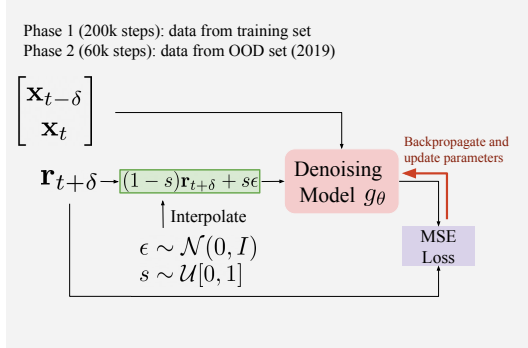 Phase 1 (200k steps): data from training set
Phase 2 (60k steps): data from OOD set (2019)
[𝐱_{t−δ}
𝐱_t]
Backpropagate and
update parameters
𝐫_{t+δ}
(1 − s)𝐫_{t+δ} + sϵ
Denoising
Model g_θ
Interpolate
ϵ ∼ 𝒩(0, I)
s ∼ 𝒰[0, 1]
MSE
Loss